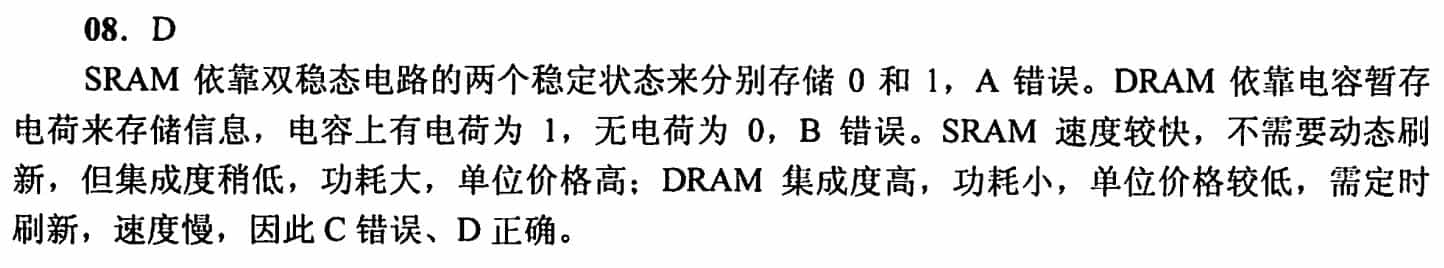 08. D
SRAM 依靠双稳态电路的两个稳定状态来分别存储 0 和 1，A 错误。DRAM 依靠电容暂存
电荷来存储信息，电容上有电荷为 1，无电荷为 0，B 错误。SRAM 速度较快，不需要动态刷
新，但集成度稍低，功耗大，单位价格高；DRAM 集成度高，功耗小，单位价格较低，需定时
刷新，速度慢，因此 C 错误、D 正确。